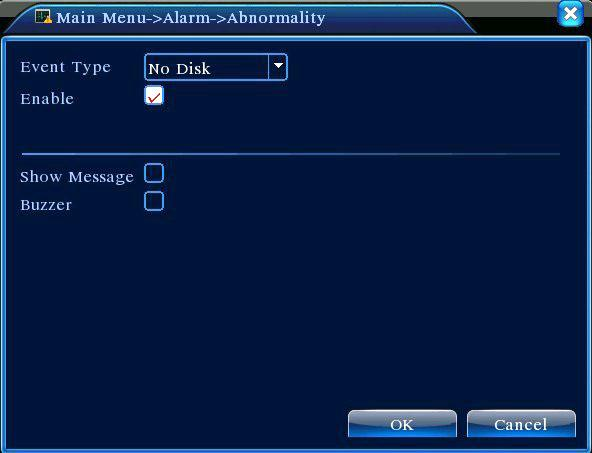 Main Menu->Alarm->Abnormality
Event Type No Disk
Enable
Show Message
Buzzer
OK Cancel